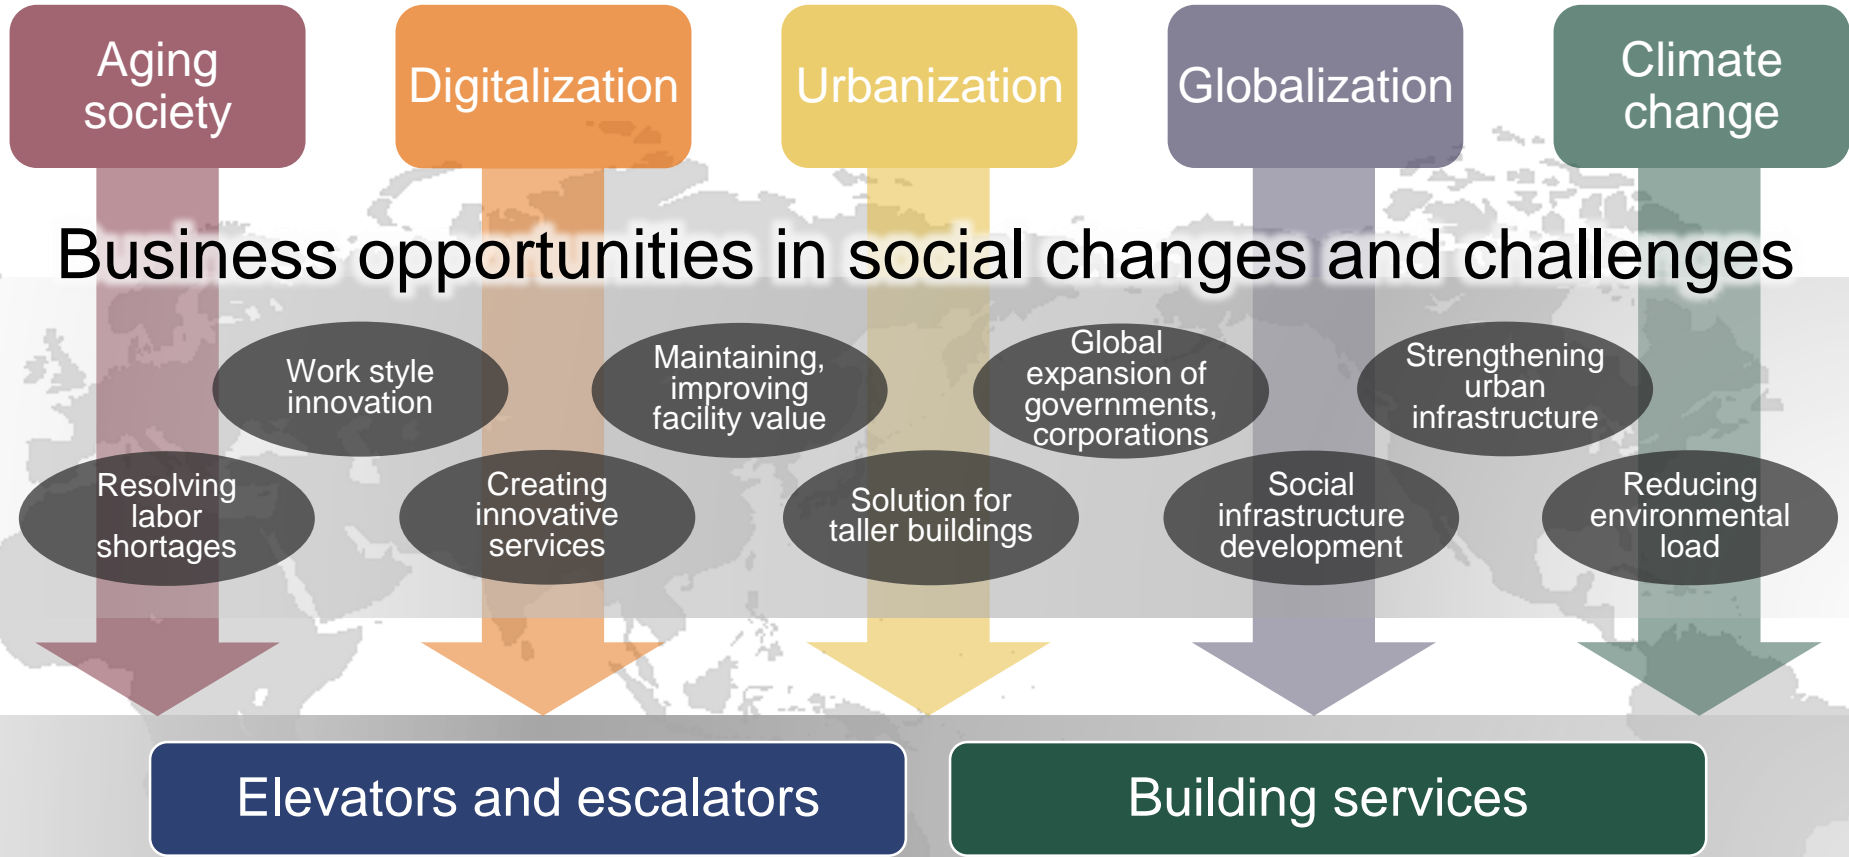 Aging
society
Digitalization
Urbanization
Globalization
Climate
change
Business opportunities in social changes and challenges
Work style
innovation
Maintaining,
improving
facility value
Global
expansion of
governments,
corporations
Strengthening
urban
infrastructure
Resolving
labor
shortages
Creating
innovative
services
Solution for
taller buildings
Social
infrastructure
development
Reducing
environmental
load
Elevators and escalators
Building services